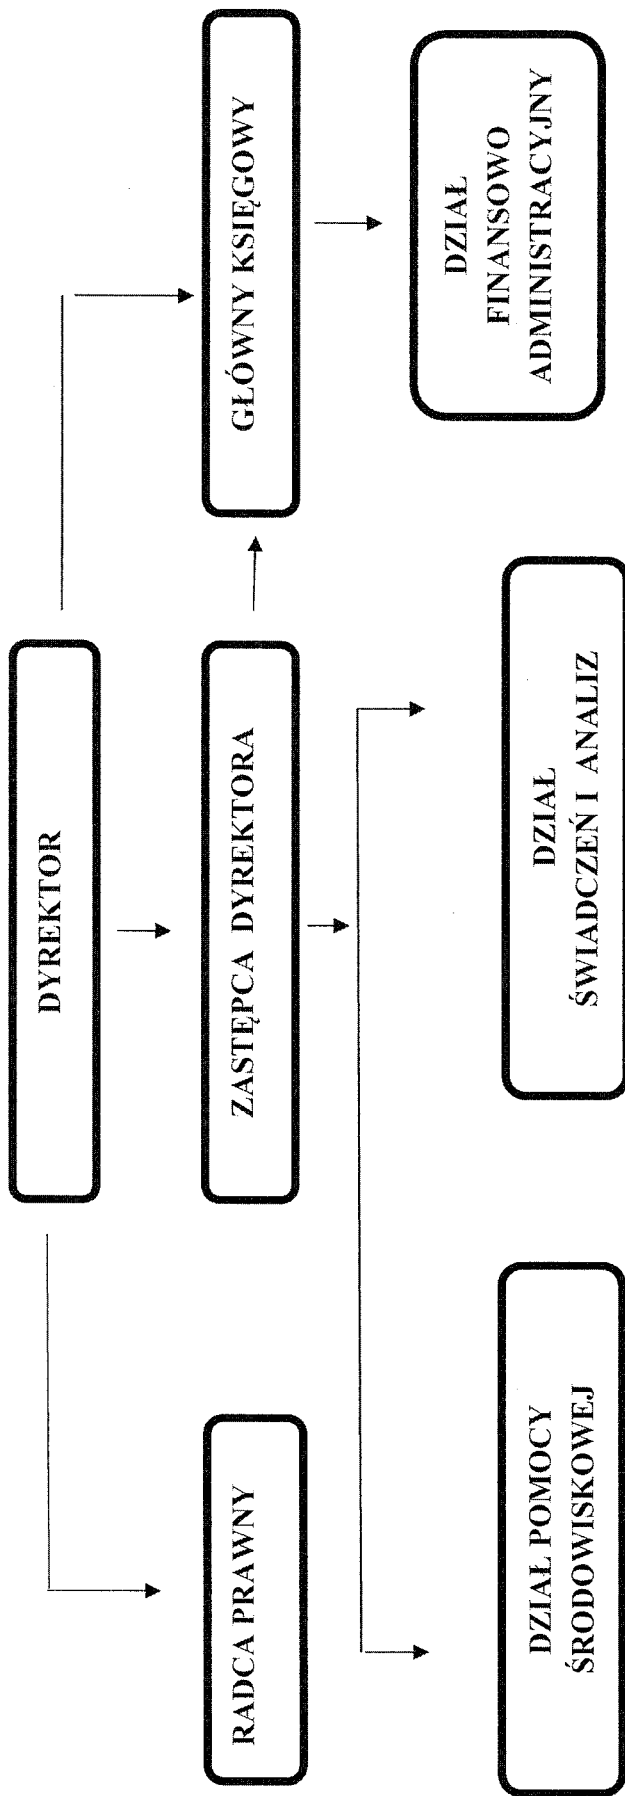 DYREKTOR
RADCA PRAWNY
ZASTĘPCA DYREKTORA
GŁÓWNY KSIĘGOWY
DZIAŁ POMOCY
ŚRODOWISKOWEJ
DZIAŁ
ŚWIADCZEŃ I ANALIZ
DZIAŁ
FINANSOWO
ADMINISTRACYJNY